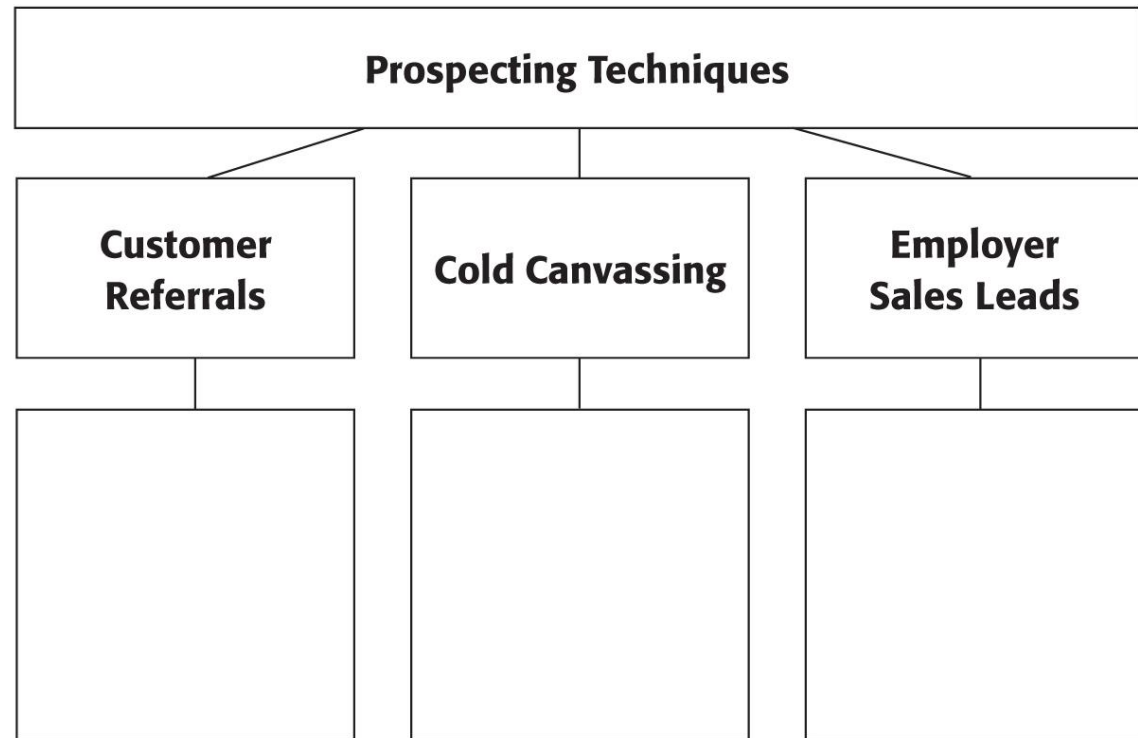 Prospecting Techniques
Customer
Referrals
Cold Canvassing
Employer
Sales Leads